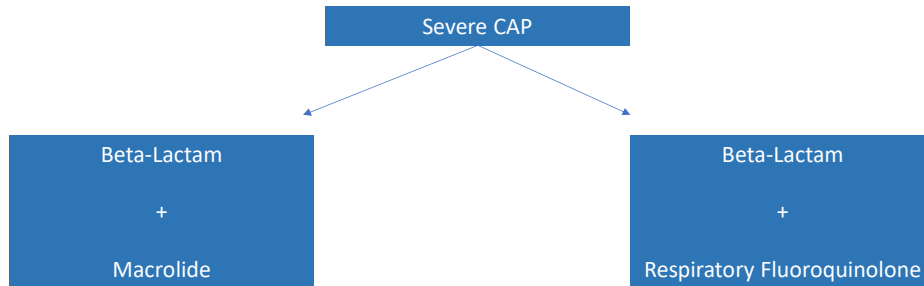 Severe CAP
Beta-Lactam
+
Macrolide
Beta-Lactam
+
Respiratory Fluoroquinolone